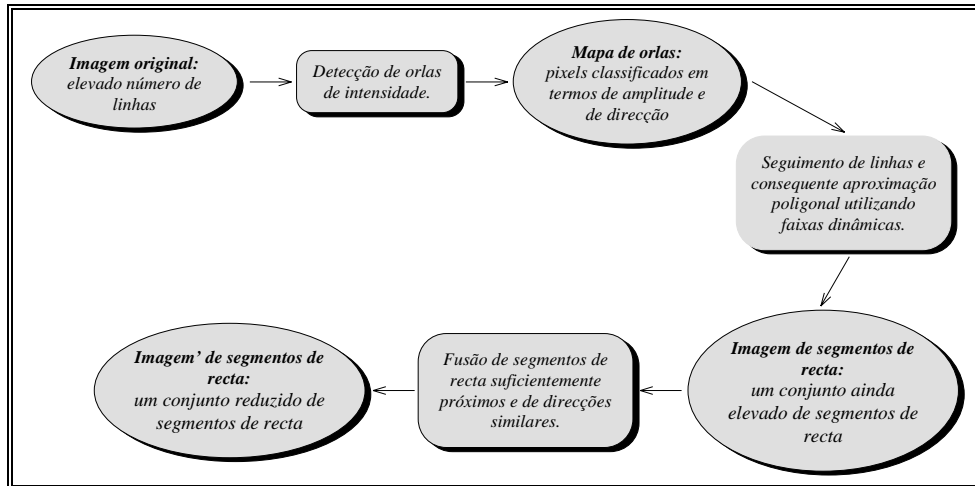 Imagem original:
elevado número de
linhas
Detecção de orlas
de intensidade.
Mapa de orlas:
pixels classificados em
termos de amplitude e
de direcção
Seguimento de linhas e
consequente aproximação
poligonal utilizando
faixas dinâmicas.
Imagem de segmentos de
recta:
um conjunto ainda
elevado de segmentos de
recta
Fusão de segmentos de
recta suficientemente
próximos e de direcções
similares.
Imagem' de segmentos de
recta:
um conjunto reduzido de
segmentos de recta